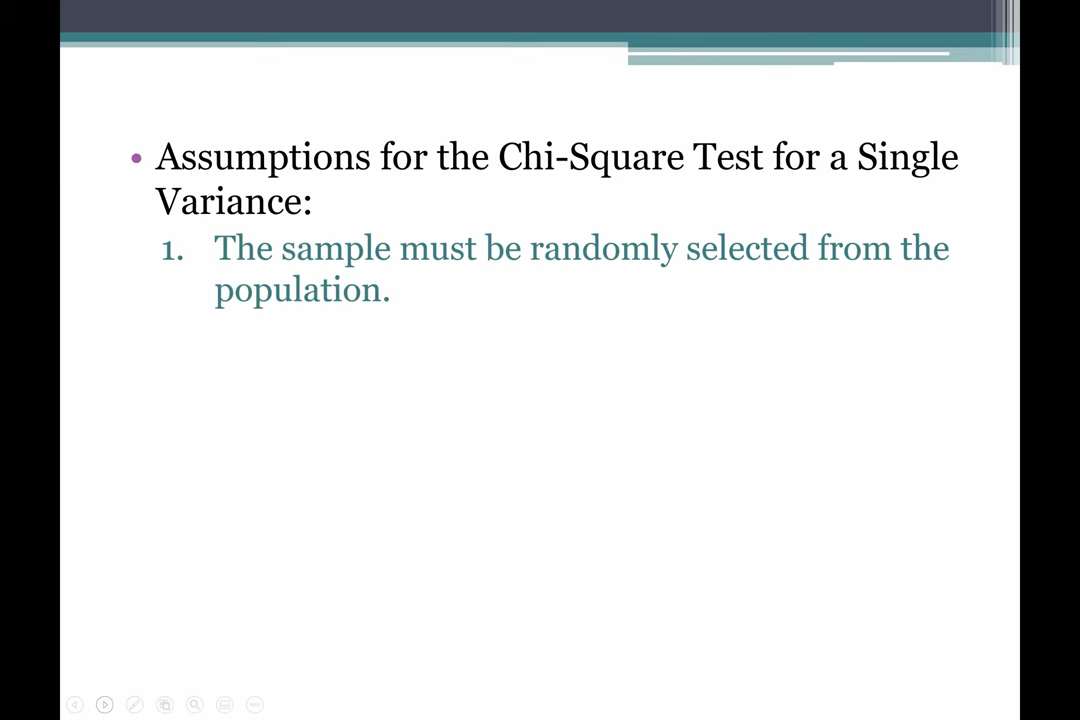 • Assumptions for the Chi-Square Test for a Single
Variance:
1. The sample must be randomly selected from the
population.